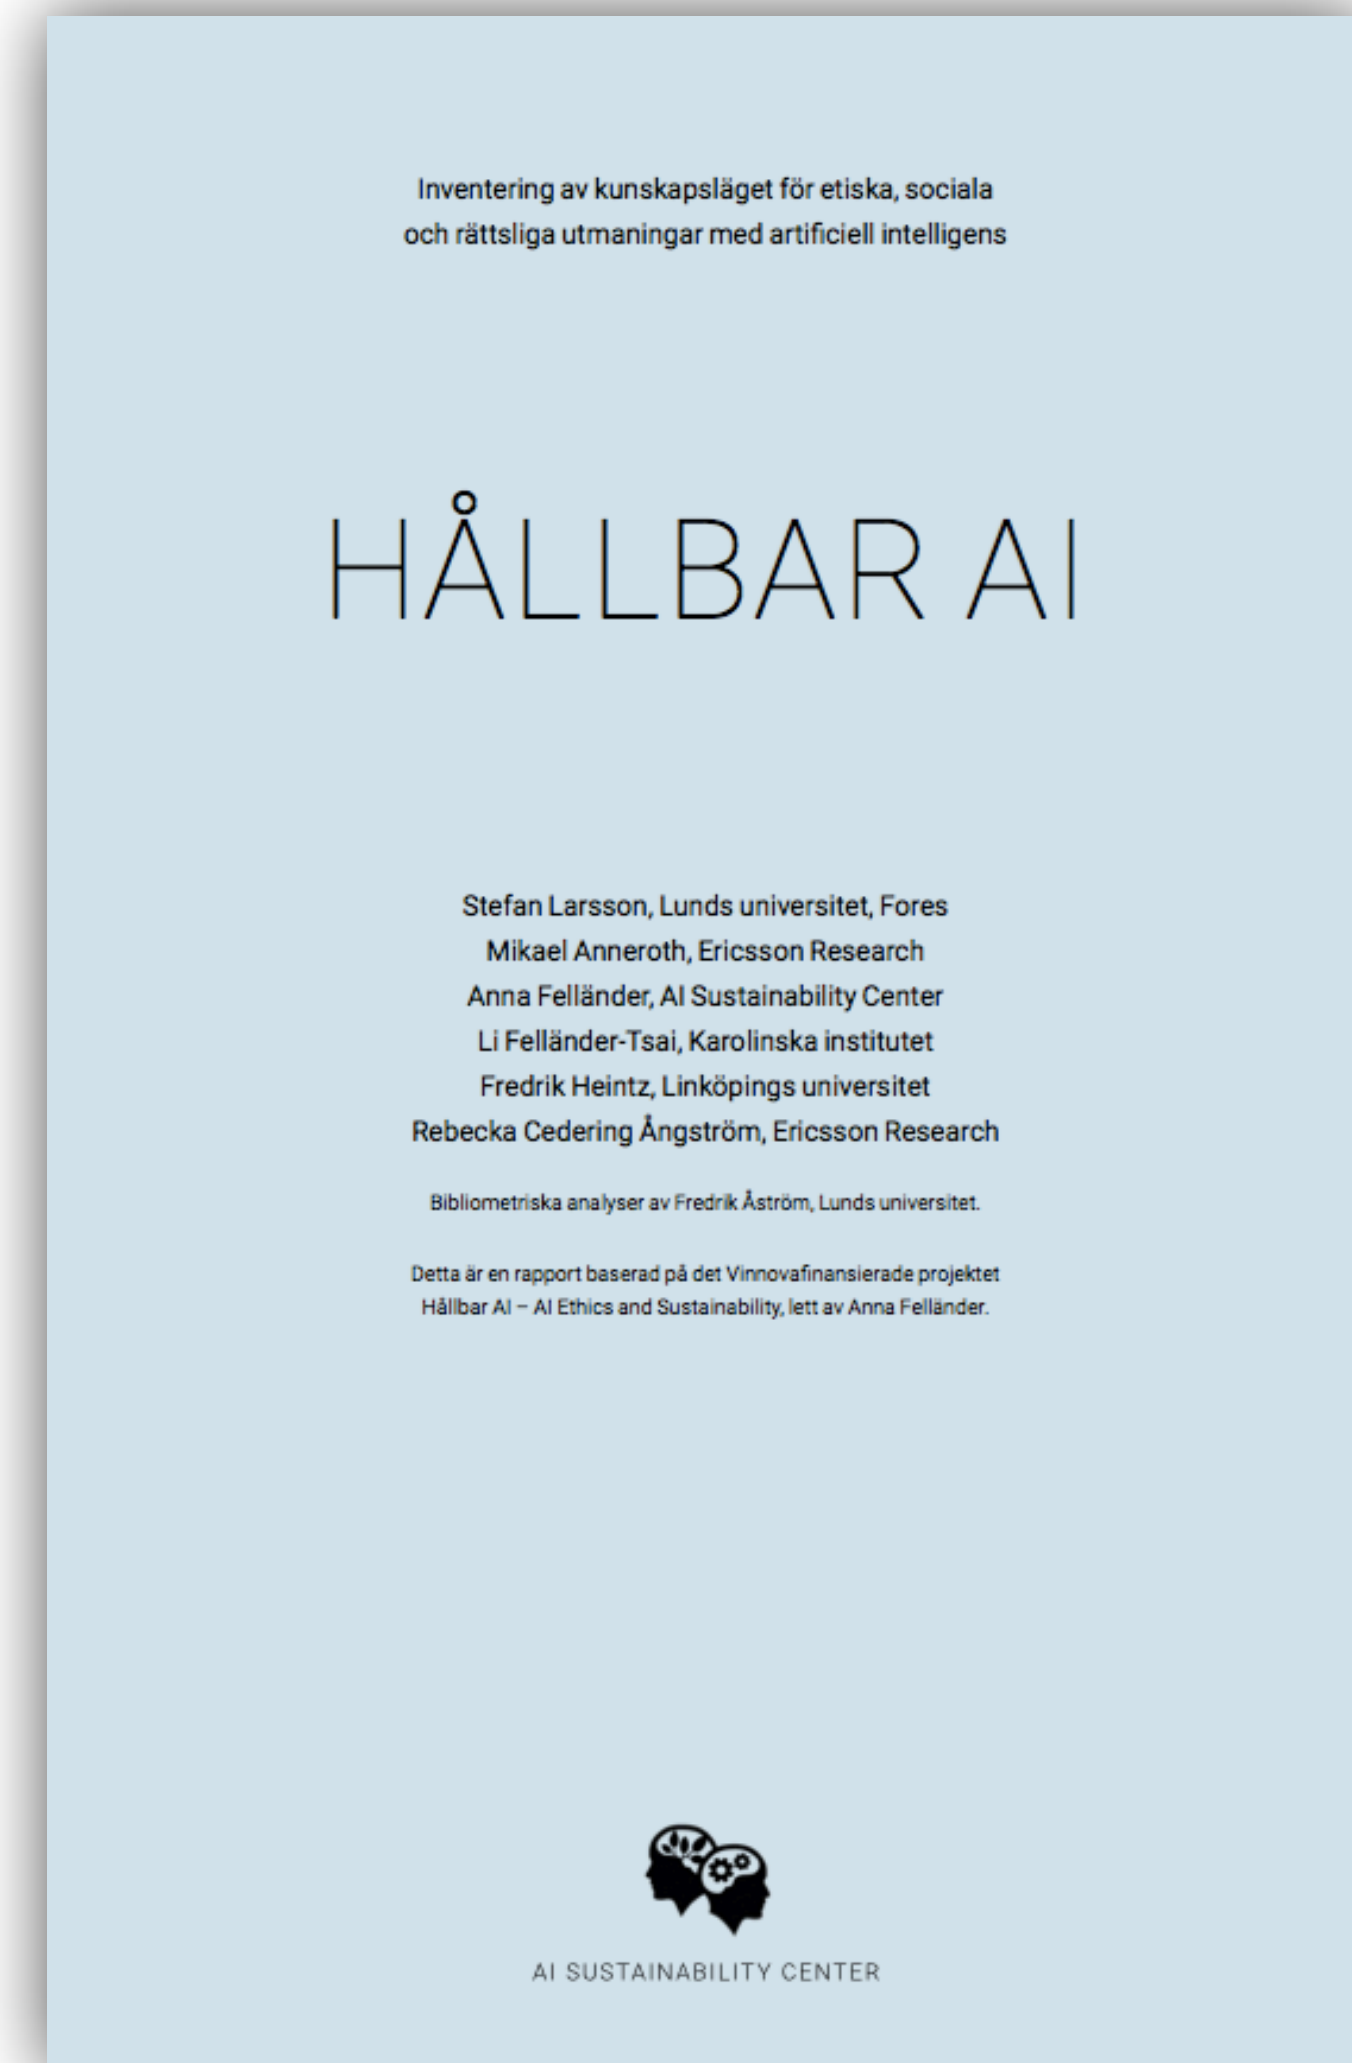 Inventering av kunskapsläget för etiska, sociala
och rättsliga utmaningar med artificiell intelligens
HÅLLBAR AI
Stefan Larsson, Lunds universitet, Fores
Mikael Anneroth, Ericsson Research
Anna Felländer, AI Sustainability Center
Li Felländer-Tsai, Karolinska institutet
Fredrik Heintz, Linköpings universitet
Rebecka Cedering Ångström, Ericsson Research
Bibliometriska analyser av Fredrik Åström, Lunds universitet.
Detta är en rapport baserad på det Vinnovafinansierade projektet
Hållbar AI – AI Ethics and Sustainability, lett av Anna Felländer.
AI SUSTAINABILITY CENTER